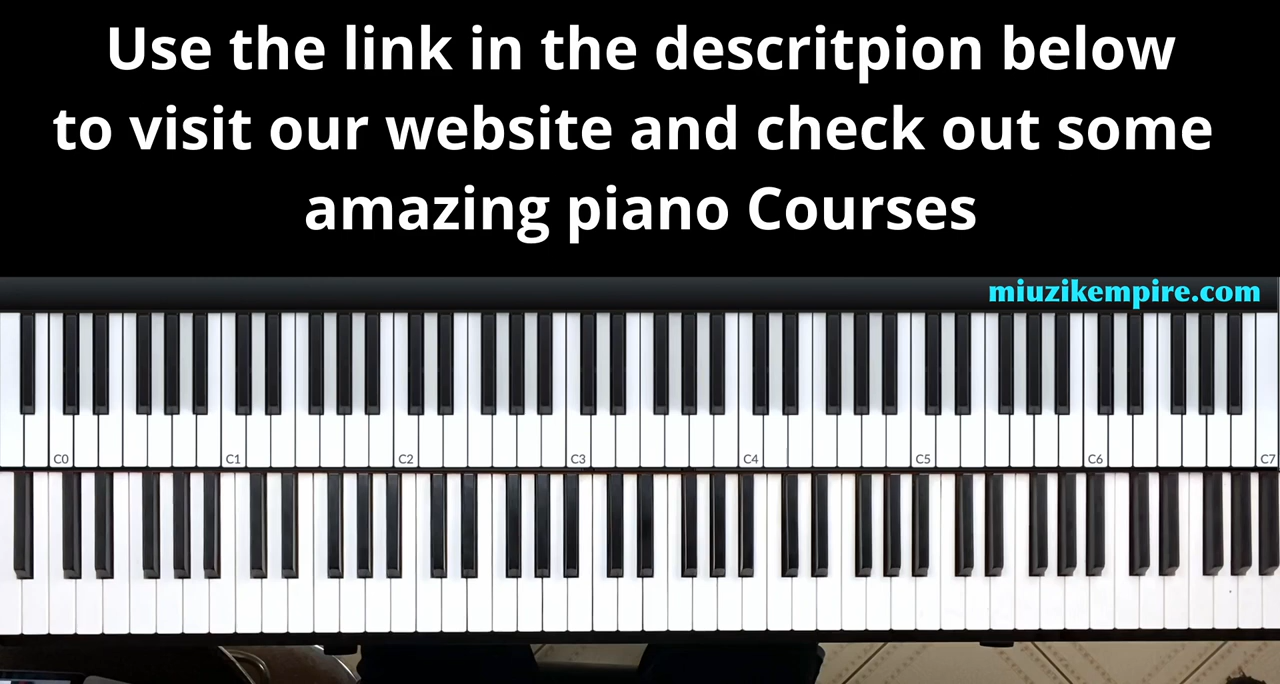 Use the link in the descritpion below
to visit our website and check out some
amazing piano Courses
miuzikempire.com
C0 C1 C2 C3 C4 C5 C6 C7